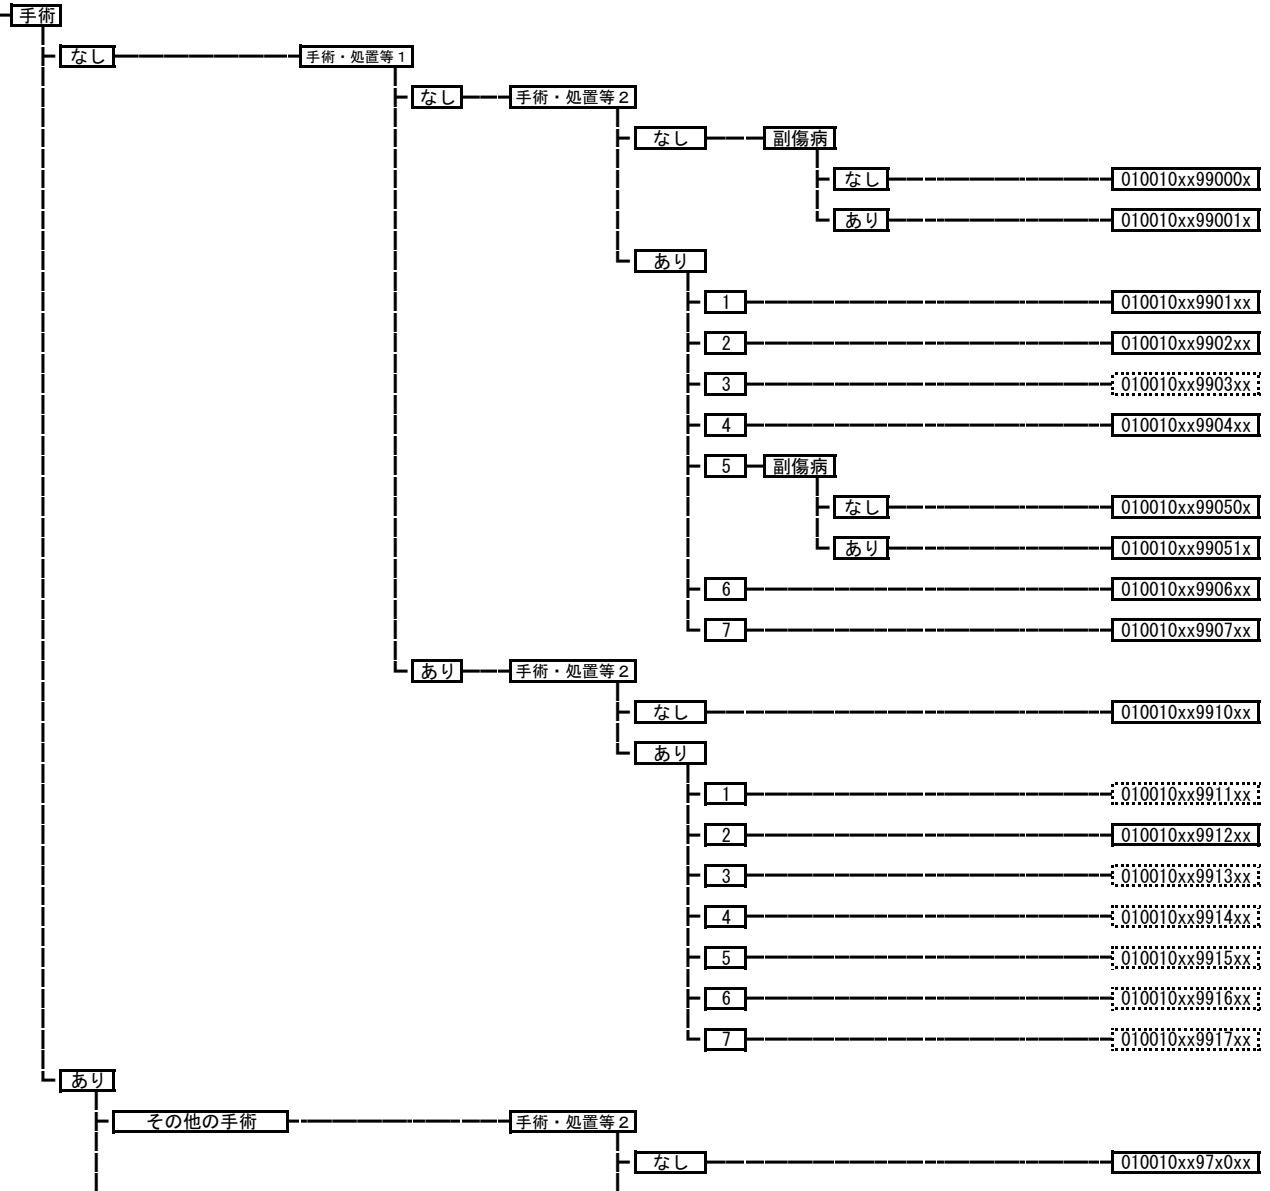 手術
なし 手術・処置等1
なし 手術・処置等2
なし 副傷病
なし 010010xx99000x
あり 010010xx99001x
あり
1 010010xx9901xx
2 010010xx9902xx
3 010010xx9903xx
4 010010xx9904xx
5 副傷病
なし 010010xx99050x
あり 010010xx99051x
6 010010xx9906xx
7 010010xx9907xx
あり 手術・処置等2
なし 010010xx9910xx
あり
1 010010xx9911xx
2 010010xx9912xx
3 010010xx9913xx
4 010010xx9914xx
5 010010xx9915xx
6 010010xx9916xx
7 010010xx9917xx
あり
その他の手術 手術・処置等2
なし 010010xx97x0xx